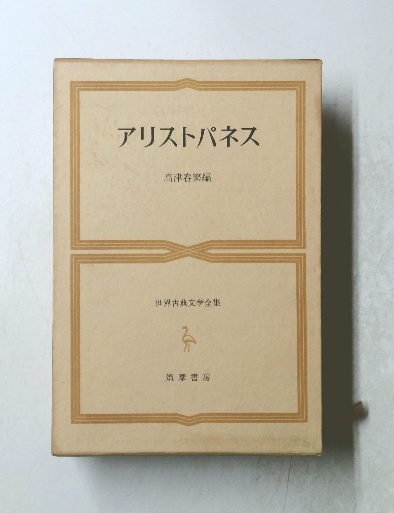 アリストパネス
高津春繁編
世界古典文学全集
筑摩書房